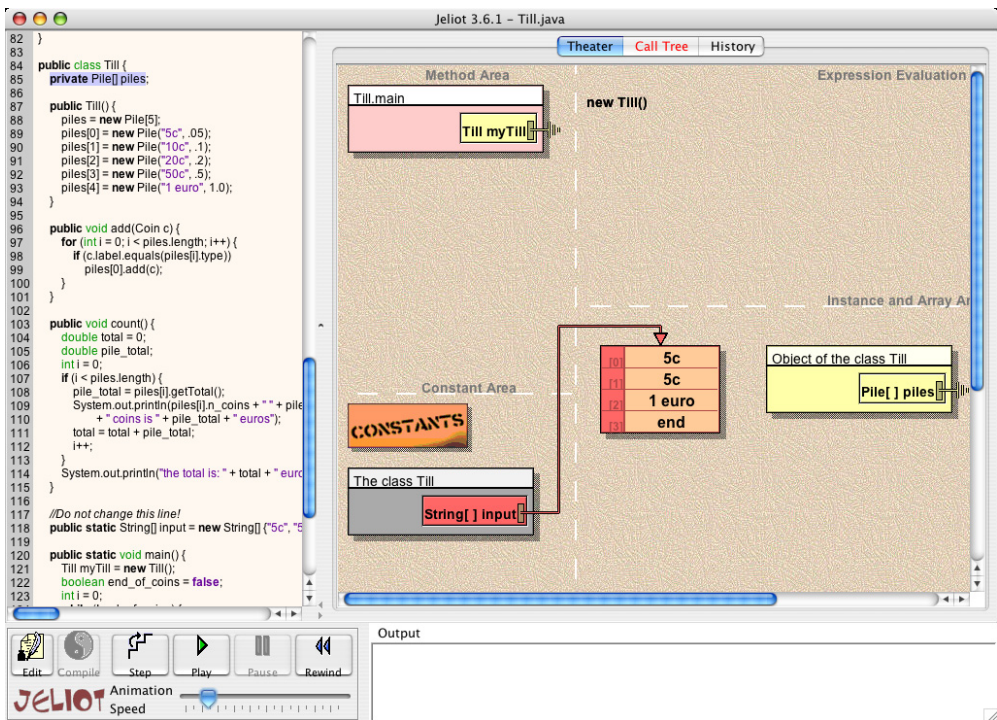 Jeliot 3.6.1 – Till.java
82 }
83
84 public class Till {
85 private Pile[] piles;
86
87 public Till() {
88 piles = new Pile[5];
89 piles[0] = new Pile("5c", .05);
90 piles[1] = new Pile("10c", .1);
91 piles[2] = new Pile("20c", .2);
92 piles[3] = new Pile("50c", .5);
93 piles[4] = new Pile("1 euro", 1.0);
94 }
95
96 public void add(Coin c) {
97 for (int i = 0; i < piles.length; i++) {
98 if (c.label.equals(piles[i].type))
99 piles[0].add(c);
100 }
101 }
102
103 public void count() {
104 double total = 0;
105 double pile_total;
106 int i = 0;
107 if (i < piles.length) {
108 pile_total = piles[i].getTotal();
109 System.out.println(piles[i].n_coins + " " + pile
110 + " coins is " + pile_total + " euros");
111 total = total + pile_total;
112 i++;
113 }
114 System.out.println("the total is: " + total + " euro
115 }
116
117 //Do not change this line!
118 public static String[] input = new String[] {"5c", "5
119
120 public static void main() {
121 Till myTill = new Till();
122 boolean end_of_coins = false;
123 int i = 0;
Theater Call Tree History
Method Area
Expression Evaluation
Till.main
Till myTill
new Till()
Instance and Array Ar
Constant Area
CONSTANTS
The class Till
String[ ] input
[0] 5c
[1] 5c
[2] 1 euro
[3] end
Object of the class Till
Pile[ ] piles
Edit Compile Step Play Pause Rewind
JELIOT Animation Speed
Output